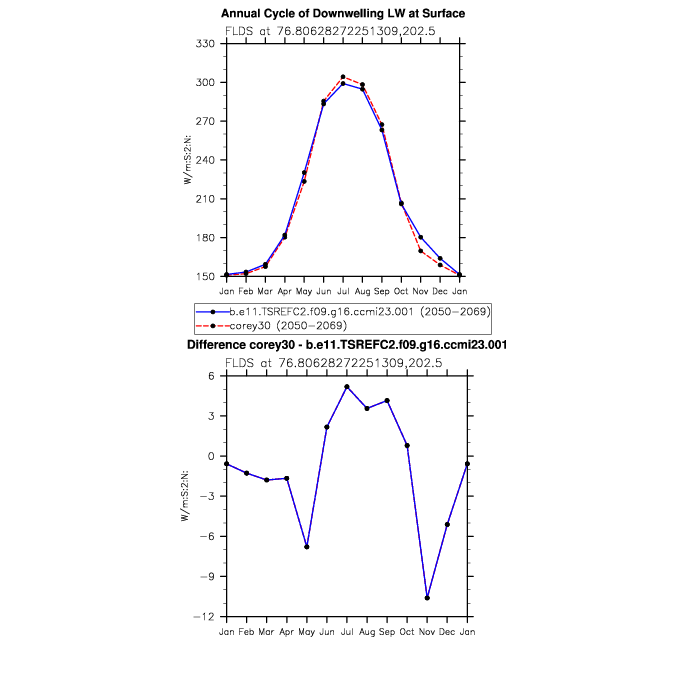 Annual Cycle of Downwelling LW at Surface
FLDS at 76.80628272251309,202.5
330
300
270
240
210
180
150
W/m:S:2:N:
Jan Feb Mar Apr May Jun Jul Aug Sep Oct Nov Dec Jan
b.e11.TSREFC2.f09.g16.ccmi23.001 (2050-2069)
corey30 (2050-2069)
Difference corey30 - b.e11.TSREFC2.f09.g16.ccmi23.001
FLDS at 76.80628272251309,202.5
6
3
0
-3
-6
-9
-12
W/m:S:2:N:
Jan Feb Mar Apr May Jun Jul Aug Sep Oct Nov Dec Jan